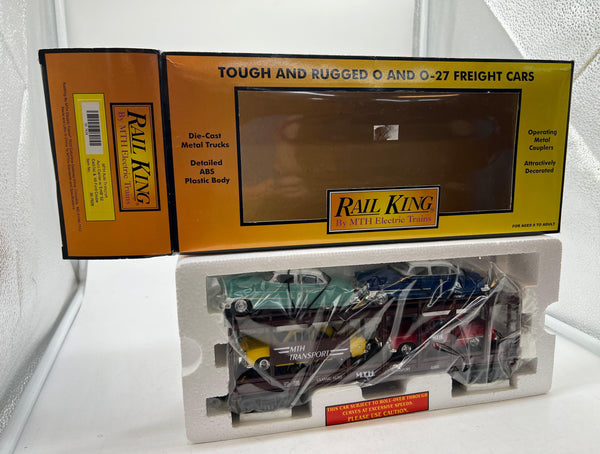 TOUGH AND RUGGED O AND O-27 FREIGHT CARS
Die-Cast
Metal Trucks
Detailed
ABS
Plastic Body
Operating
Metal
Couplers
Attractively
Decorated
RAIL KING
By MTH Electric Trains
FOR AGES 8 TO ADULT
RAIL KING
By MTH Electric Trains
MTH
TRANSPORT
MTH
THIS CAR SUBJECT TO ROLL-OVER THROUGH
CURVES AT EXCESSIVE SPEEDS.
PLEASE USE CAUTION.